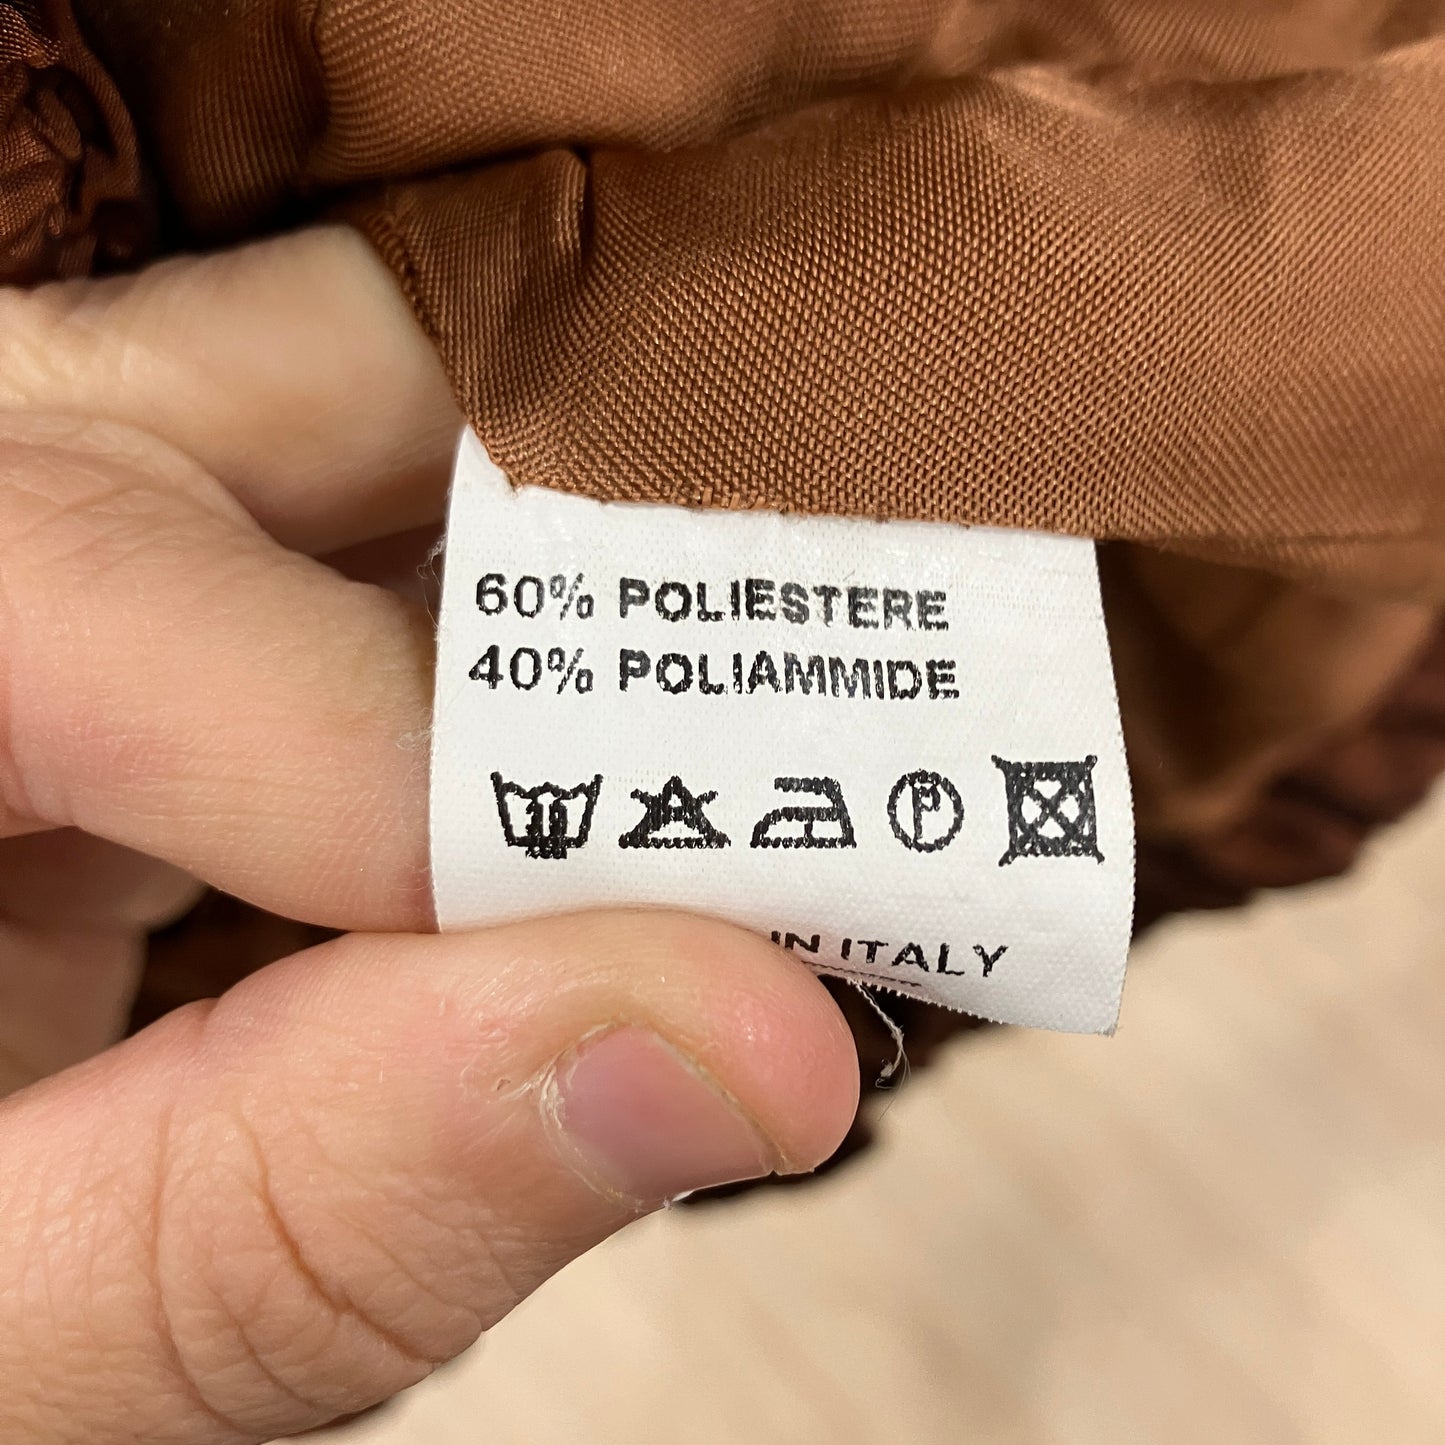 60% POLIESTERE
40% POLIAMMIDE
A P
IN ITALY